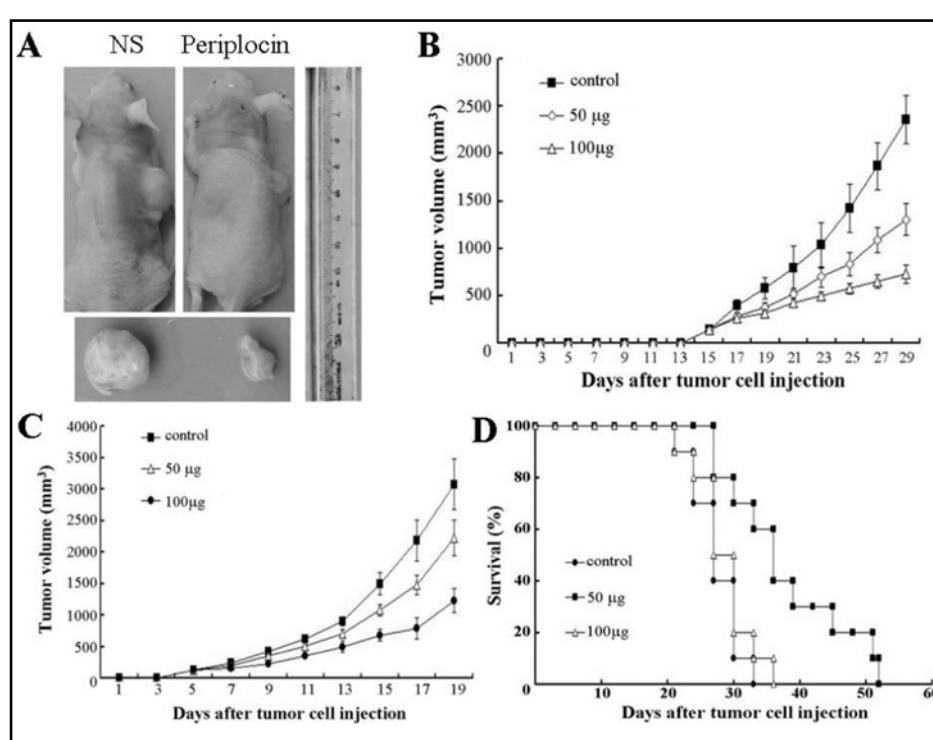 A
NS Periplocin
B
3000
2500
2000
1500
1000
500
0
Tumor volume (mm³)
control
50 µg
100µg
1 3 5 7 9 11 13 15 17 19 21 23 25 27 29
Days after tumor cell injection
C
4000
3500
3000
2500
2000
1500
1000
500
0
Tumor volume (mm³)
control
50 µg
100µg
1 3 5 7 9 11 13 15 17 19
Days after tumor cell injection
D
100
80
60
40
20
0
Survival (%)
control
50 µg
100µg
10 20 30 40 50 60
Days after tumor cell injection